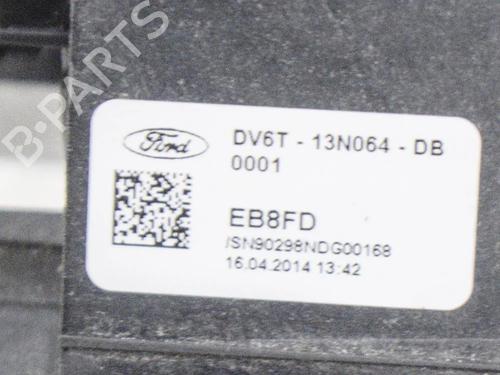 B-PARTS
Ford
DV6T - 13N064 - DB
0001
EB8FD
/SN90298NDG00168
16.04.2014 13:42